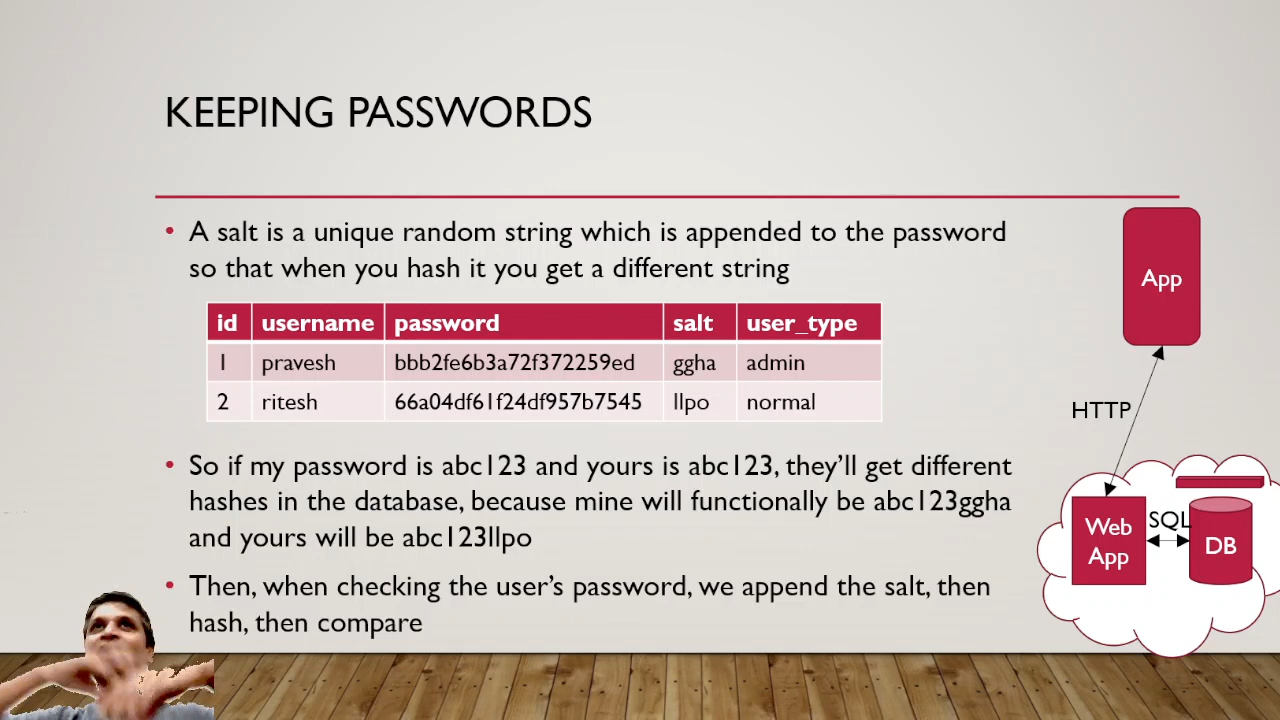 KEEPING PASSWORDS
• A salt is a unique random string which is appended to the password
so that when you hash it you get a different string
id username password salt user_type
1 pravesh bbb2fe6b3a72f372259ed ggha admin
2 ritesh 66a04df61f24df957b7545 llpo normal
• So if my password is abc123 and yours is abc123, they'll get different
hashes in the database, because mine will functionally be abc123ggha
and yours will be abc123llpo
• Then, when checking the user's password, we append the salt, then
hash, then compare
App
HTTP
Web
App
SQL
DB